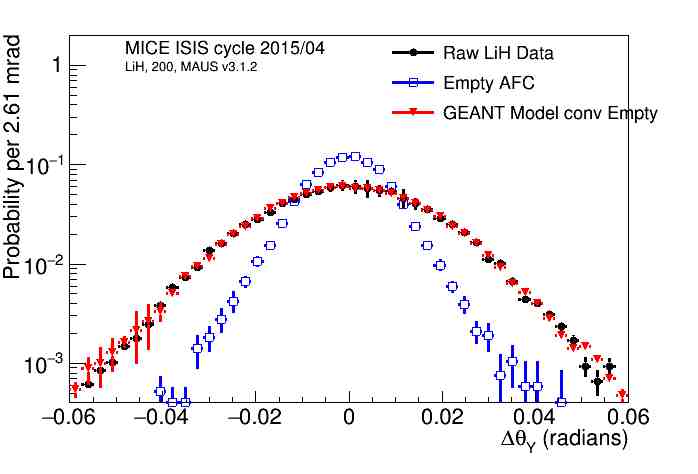 MICE ISIS cycle 2015/04
LiH, 200, MAUS v3.1.2
Raw LiH Data
Empty AFC
GEANT Model conv Empty
Probability per 2.61 mrad
1
10⁻¹
10⁻²
10⁻³
−0.06 −0.04 −0.02 0 0.02 0.04 0.06
Δθ_Y (radians)